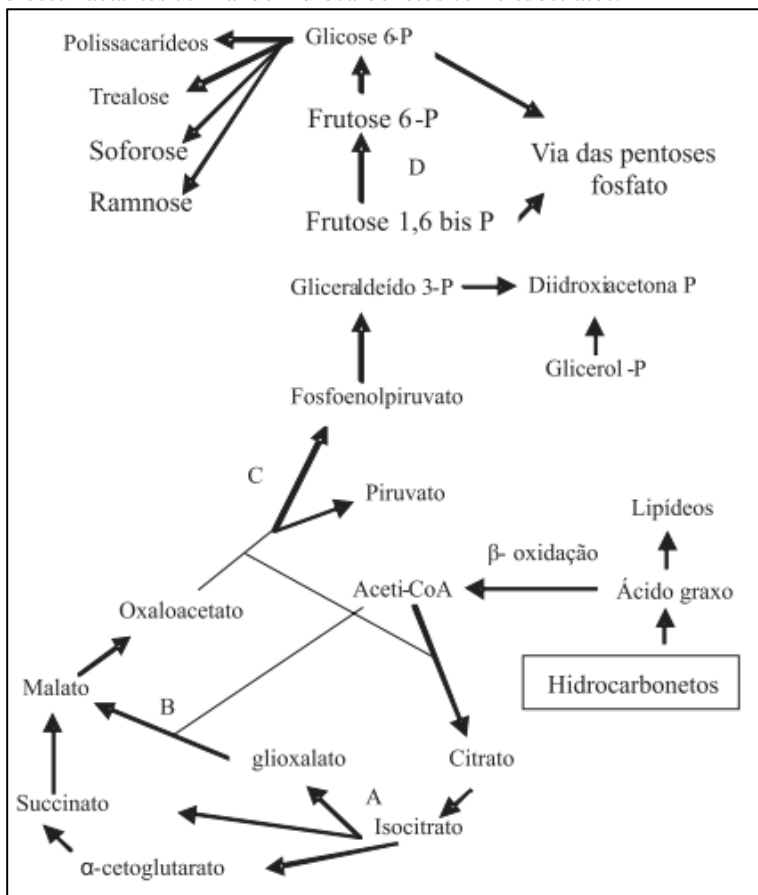 Polissacarídeos
Glicose 6-P
Trealose
Frutose 6-P
Soforose
D
Via das pentoses
fosfato
Ramnose
Frutose 1,6 bis P
Gliceraldeído 3-P
Diidroxiacetona P
Glicerol-P
Fosfoenolpiruvato
C
Piruvato
Lipídeos
β- oxidação
Aceti-CoA
Ácido graxo
Oxaloacetato
Hidrocarbonetos
Malato
B
glioxalato
Citrato
Succinato
A
Isocitrato
α-cetoglutarato